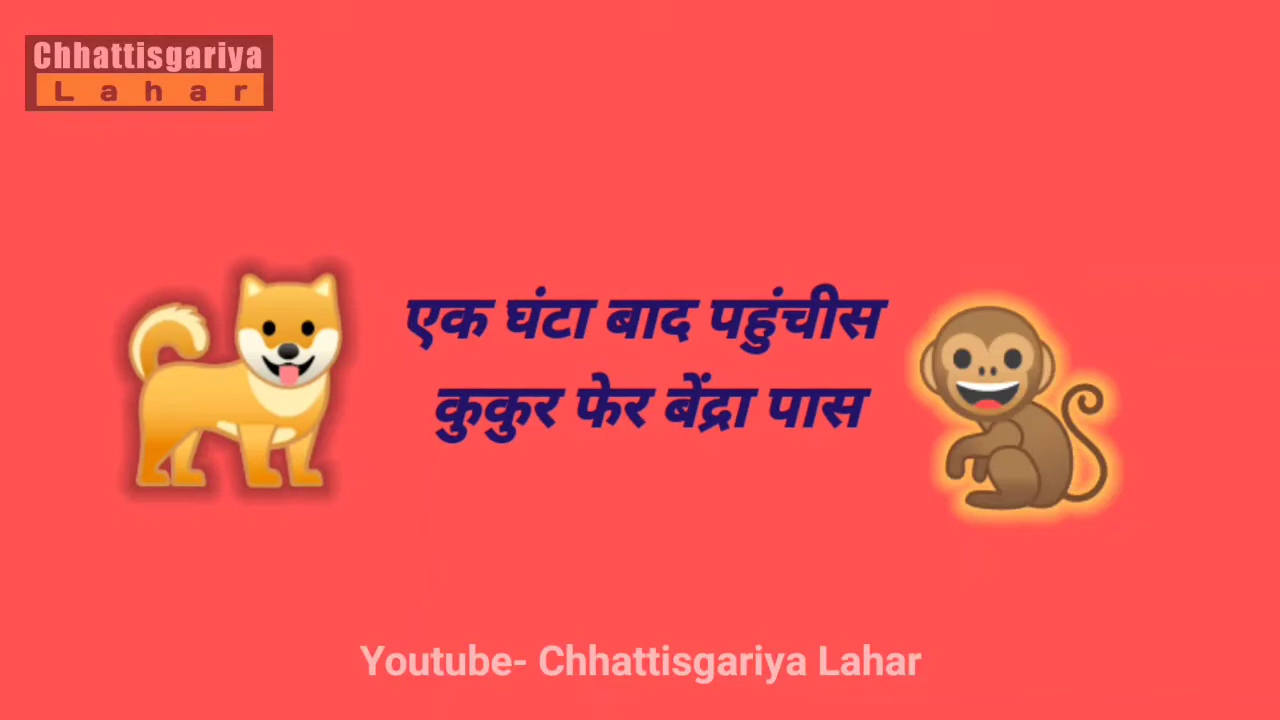 Chhattisgariya
Lahar
एक घंटा बाद पहुंचीस
कुकुर फेर बेंद्रा पास
Youtube- Chhattisgariya Lahar